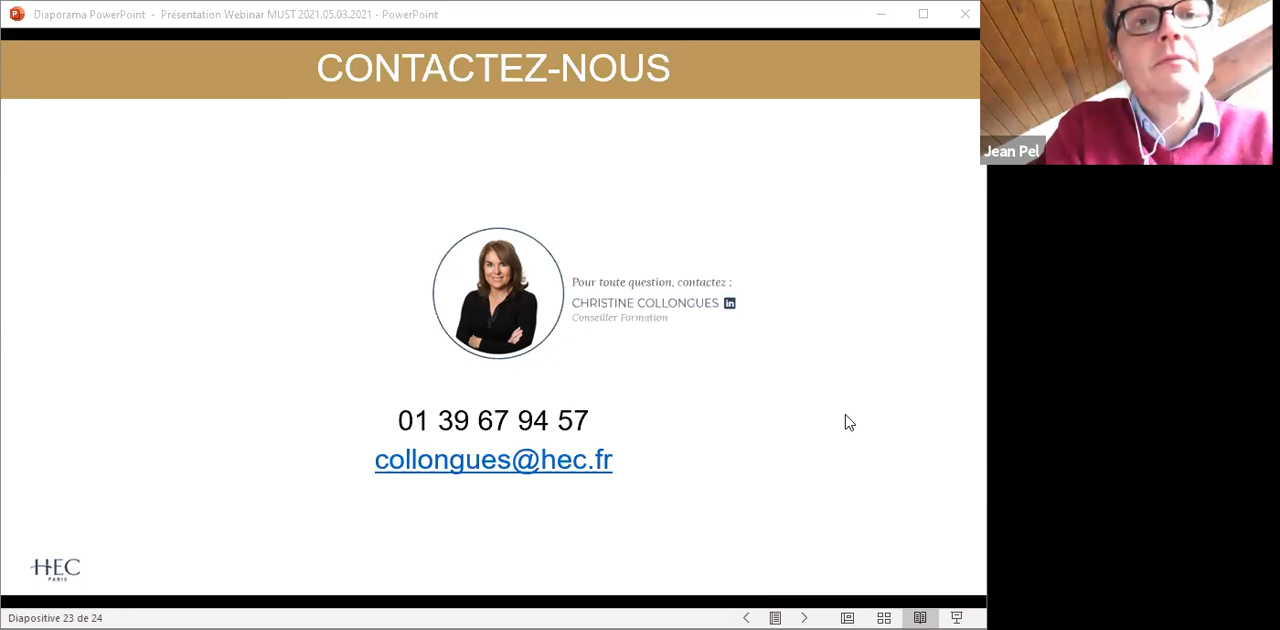 Diaporama PowerPoint - Présentation Webinar MUST 2021.05.03.2021 - PowerPoint
CONTACTEZ-NOUS
Jean Pel
Pour toute question, contactez :
CHRISTINE COLLONGUES in
Conseiller Formation
01 39 67 94 57
collongues@hec.fr
HEC
PARIS
Diapositive 23 de 24